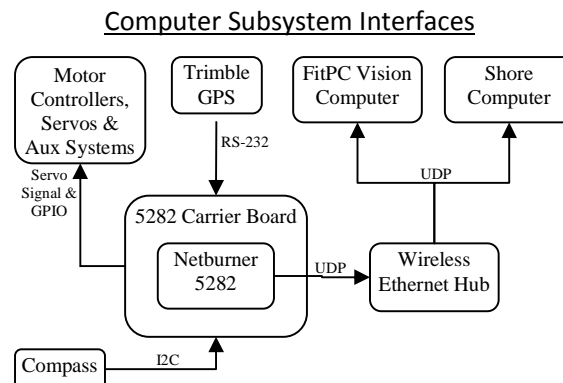 Computer Subsystem Interfaces
Motor
Controllers,
Servos &
Aux Systems
Trimble
GPS
FitPC Vision
Computer
Shore
Computer
RS-232
UDP
Servo
Signal &
GPIO
5282 Carrier Board
Netburner
5282
UDP
Wireless
Ethernet Hub
Compass
I2C